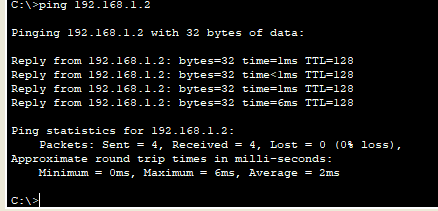 C:\>ping 192.168.1.2
Pinging 192.168.1.2 with 32 bytes of data:
Reply from 192.168.1.2: bytes=32 time=1ms TTL=128
Reply from 192.168.1.2: bytes=32 time<1ms TTL=128
Reply from 192.168.1.2: bytes=32 time=1ms TTL=128
Reply from 192.168.1.2: bytes=32 time=6ms TTL=128
Ping statistics for 192.168.1.2:
Packets: Sent = 4, Received = 4, Lost = 0 (0% loss),
Approximate round trip times in milli-seconds:
Minimum = 0ms, Maximum = 6ms, Average = 2ms
C:\>